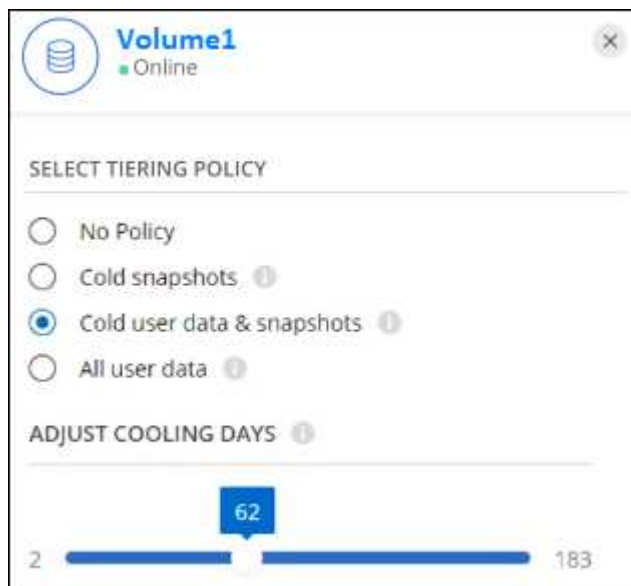 Volume1
Online
SELECT TIERING POLICY
No Policy
Cold snapshots
Cold user data & snapshots
All user data
ADJUST COOLING DAYS
62
2 183